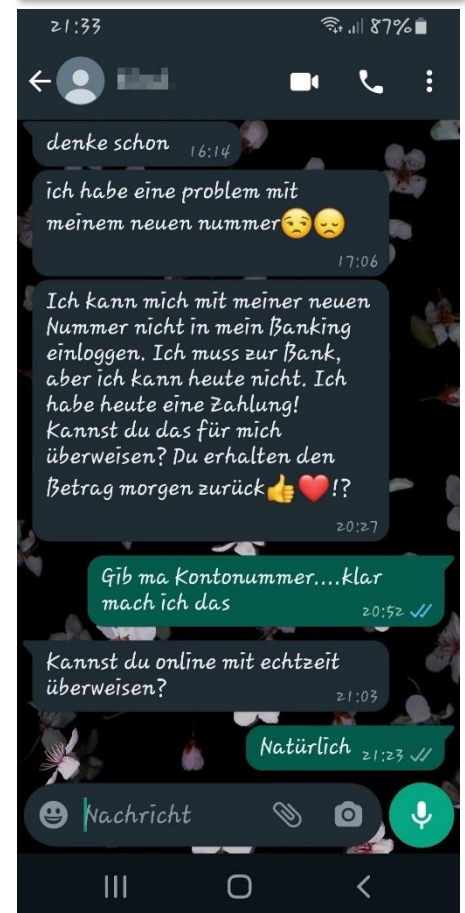 21:33 87%
denke schon 16:14
ich habe eine problem mit
meinem neuen nummer😒😞
17:06
Ich kann mich mit meiner neuen
Nummer nicht in mein Banking
einloggen. Ich muss zur Bank,
aber ich kann heute nicht. Ich
habe heute eine Zahlung!
Kannst du das für mich
überweisen? Du erhalten den
Betrag morgen zurück👍❤️!?
20:27
Gib ma Kontonummer....klar
mach ich das 20:52
Kannst du online mit echtzeit
überweisen? 21:03
Natürlich 21:23
Nachricht